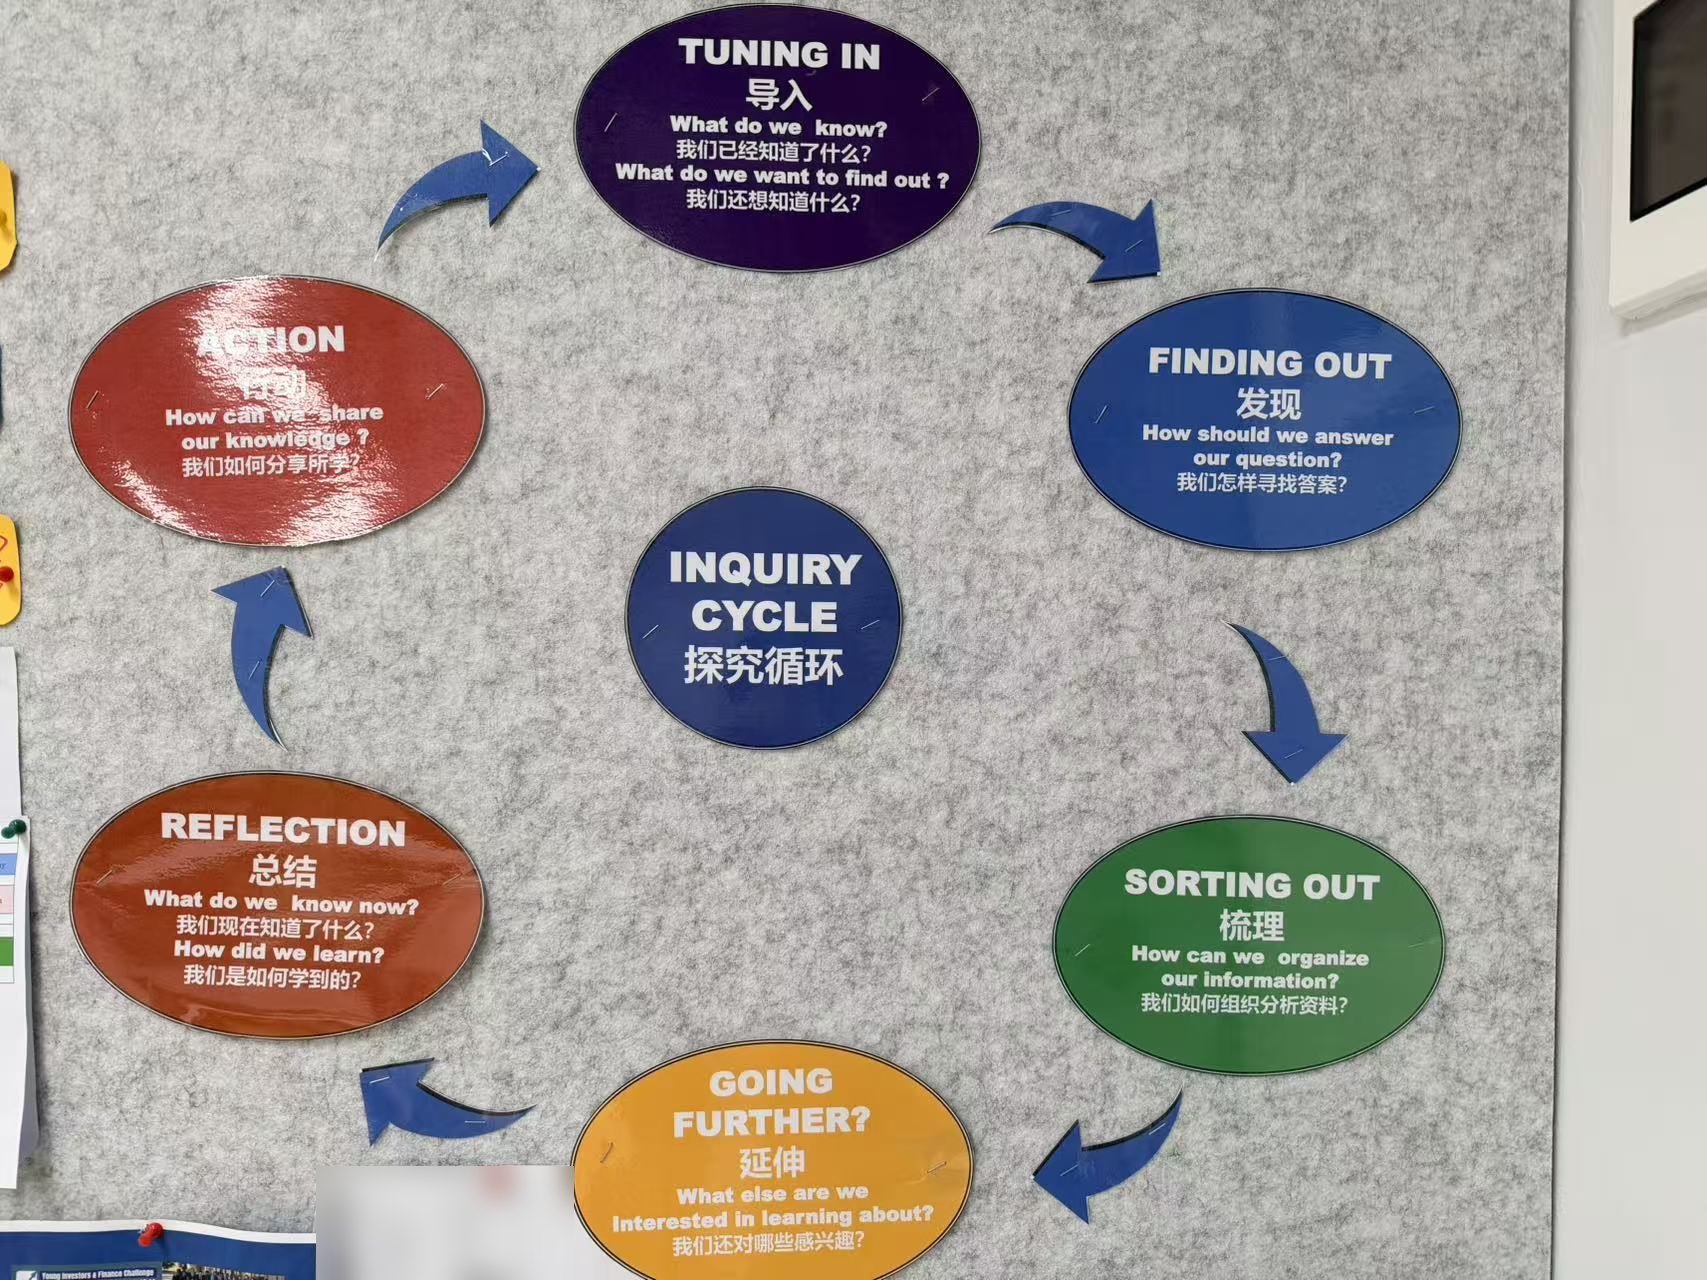 TUNING IN
导入
What do we know?
我们已经知道了什么?
What do we want to find out ?
我们还想知道什么?
FINDING OUT
发现
How should we answer
our question?
我们怎样寻找答案?
SORTING OUT
梳理
How can we organize
our information?
我们如何组织分析资料?
GOING
FURTHER?
延伸
What else are we
Interested in learning about?
我们还对哪些感兴趣?
REFLECTION
总结
What do we know now?
我们现在知道了什么?
How did we learn?
我们是如何学到的?
ACTION
行动
How can we share
our knowledge ?
我们如何分享所学?
INQUIRY
CYCLE
探究循环
Young Investors & Finance Challenge